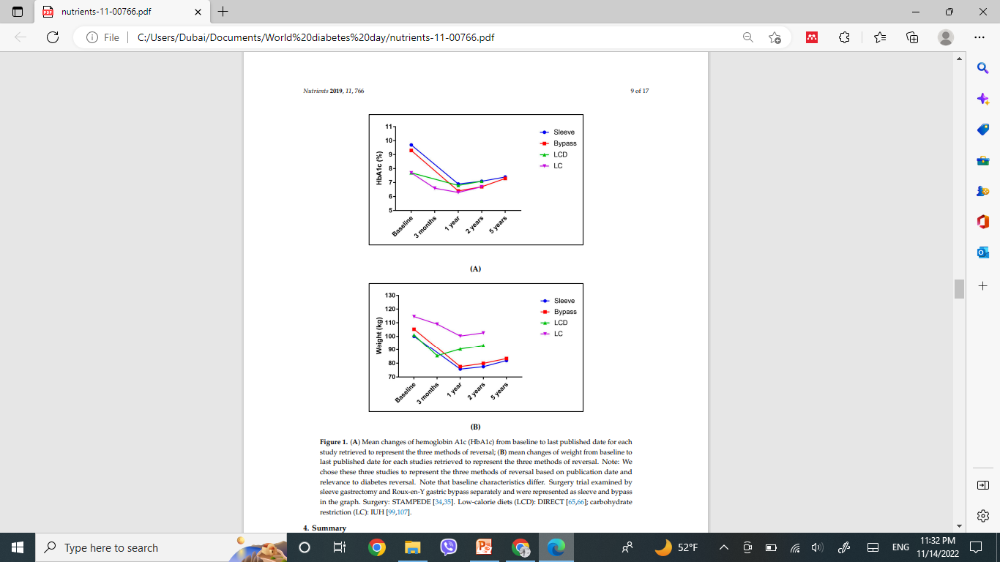 nutrients-11-00766.pdf
File
C:/Users/Dubai/Documents/World%20diabetes%20day/nutrients-11-00766.pdf
Nutrients 2019, 11, 766
9 of 17
11
10
9
8
7
6
5
HbA1c (%)
Baseline
3 months
1 year
2 years
5 years
Sleeve
Bypass
LCD
LC
(A)
130
120
110
100
90
80
70
Weight (kg)
Baseline
3 months
1 year
2 years
5 years
Sleeve
Bypass
LCD
LC
(B)
Figure 1. (A) Mean changes of hemoglobin A1c (HbA1c) from baseline to last published date for each
study retrieved to represent the three methods of reversal; (B) mean changes of weight from baseline to
last published date for each studies retrieved to represent the three methods of reversal. Note: We
chose these three studies to represent the three methods of reversal based on publication date and
relevance to diabetes reversal. Note that baseline characteristics differ. Surgery trial examined by
sleeve gastrectomy and Roux-en-Y gastric bypass separately and were represented as sleeve and bypass
in the graph. Surgery: STAMPEDE [34,35]. Low-calorie diets (LCD): DIRECT [65,66]; carbohydrate
restriction (LC): IUH [99,107].
4. Summary
Type here to search
52°F
ENG
11:32 PM
11/14/2022